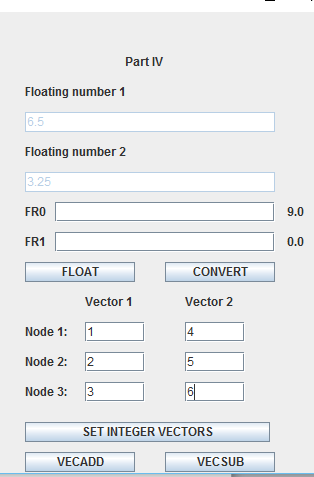 Part IV
Floating number 1
6.5
Floating number 2
3.25
FR0 9.0
FR1 0.0
FLOAT CONVERT
Vector 1 Vector 2
Node 1: 1 4
Node 2: 2 5
Node 3: 3 6
SET INTEGER VECTORS
VECADD VECSUB